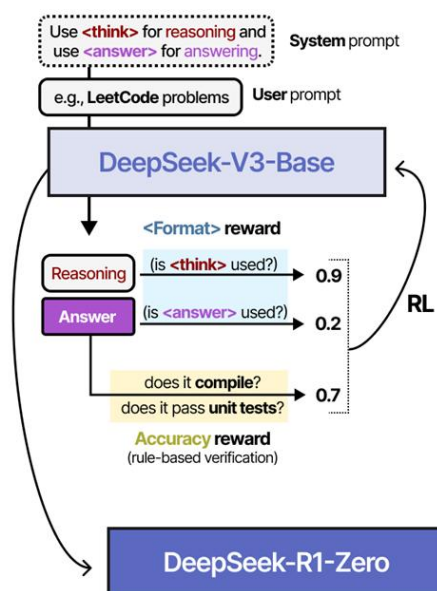 Use <think> for reasoning and
use <answer> for answering.
System prompt
e.g., LeetCode problems
User prompt
DeepSeek-V3-Base
<Format> reward
Reasoning
(is <think> used?)
0.9
Answer
(is <answer> used?)
0.2
RL
does it compile?
does it pass unit tests?
0.7
Accuracy reward
(rule-based verification)
DeepSeek-R1-Zero